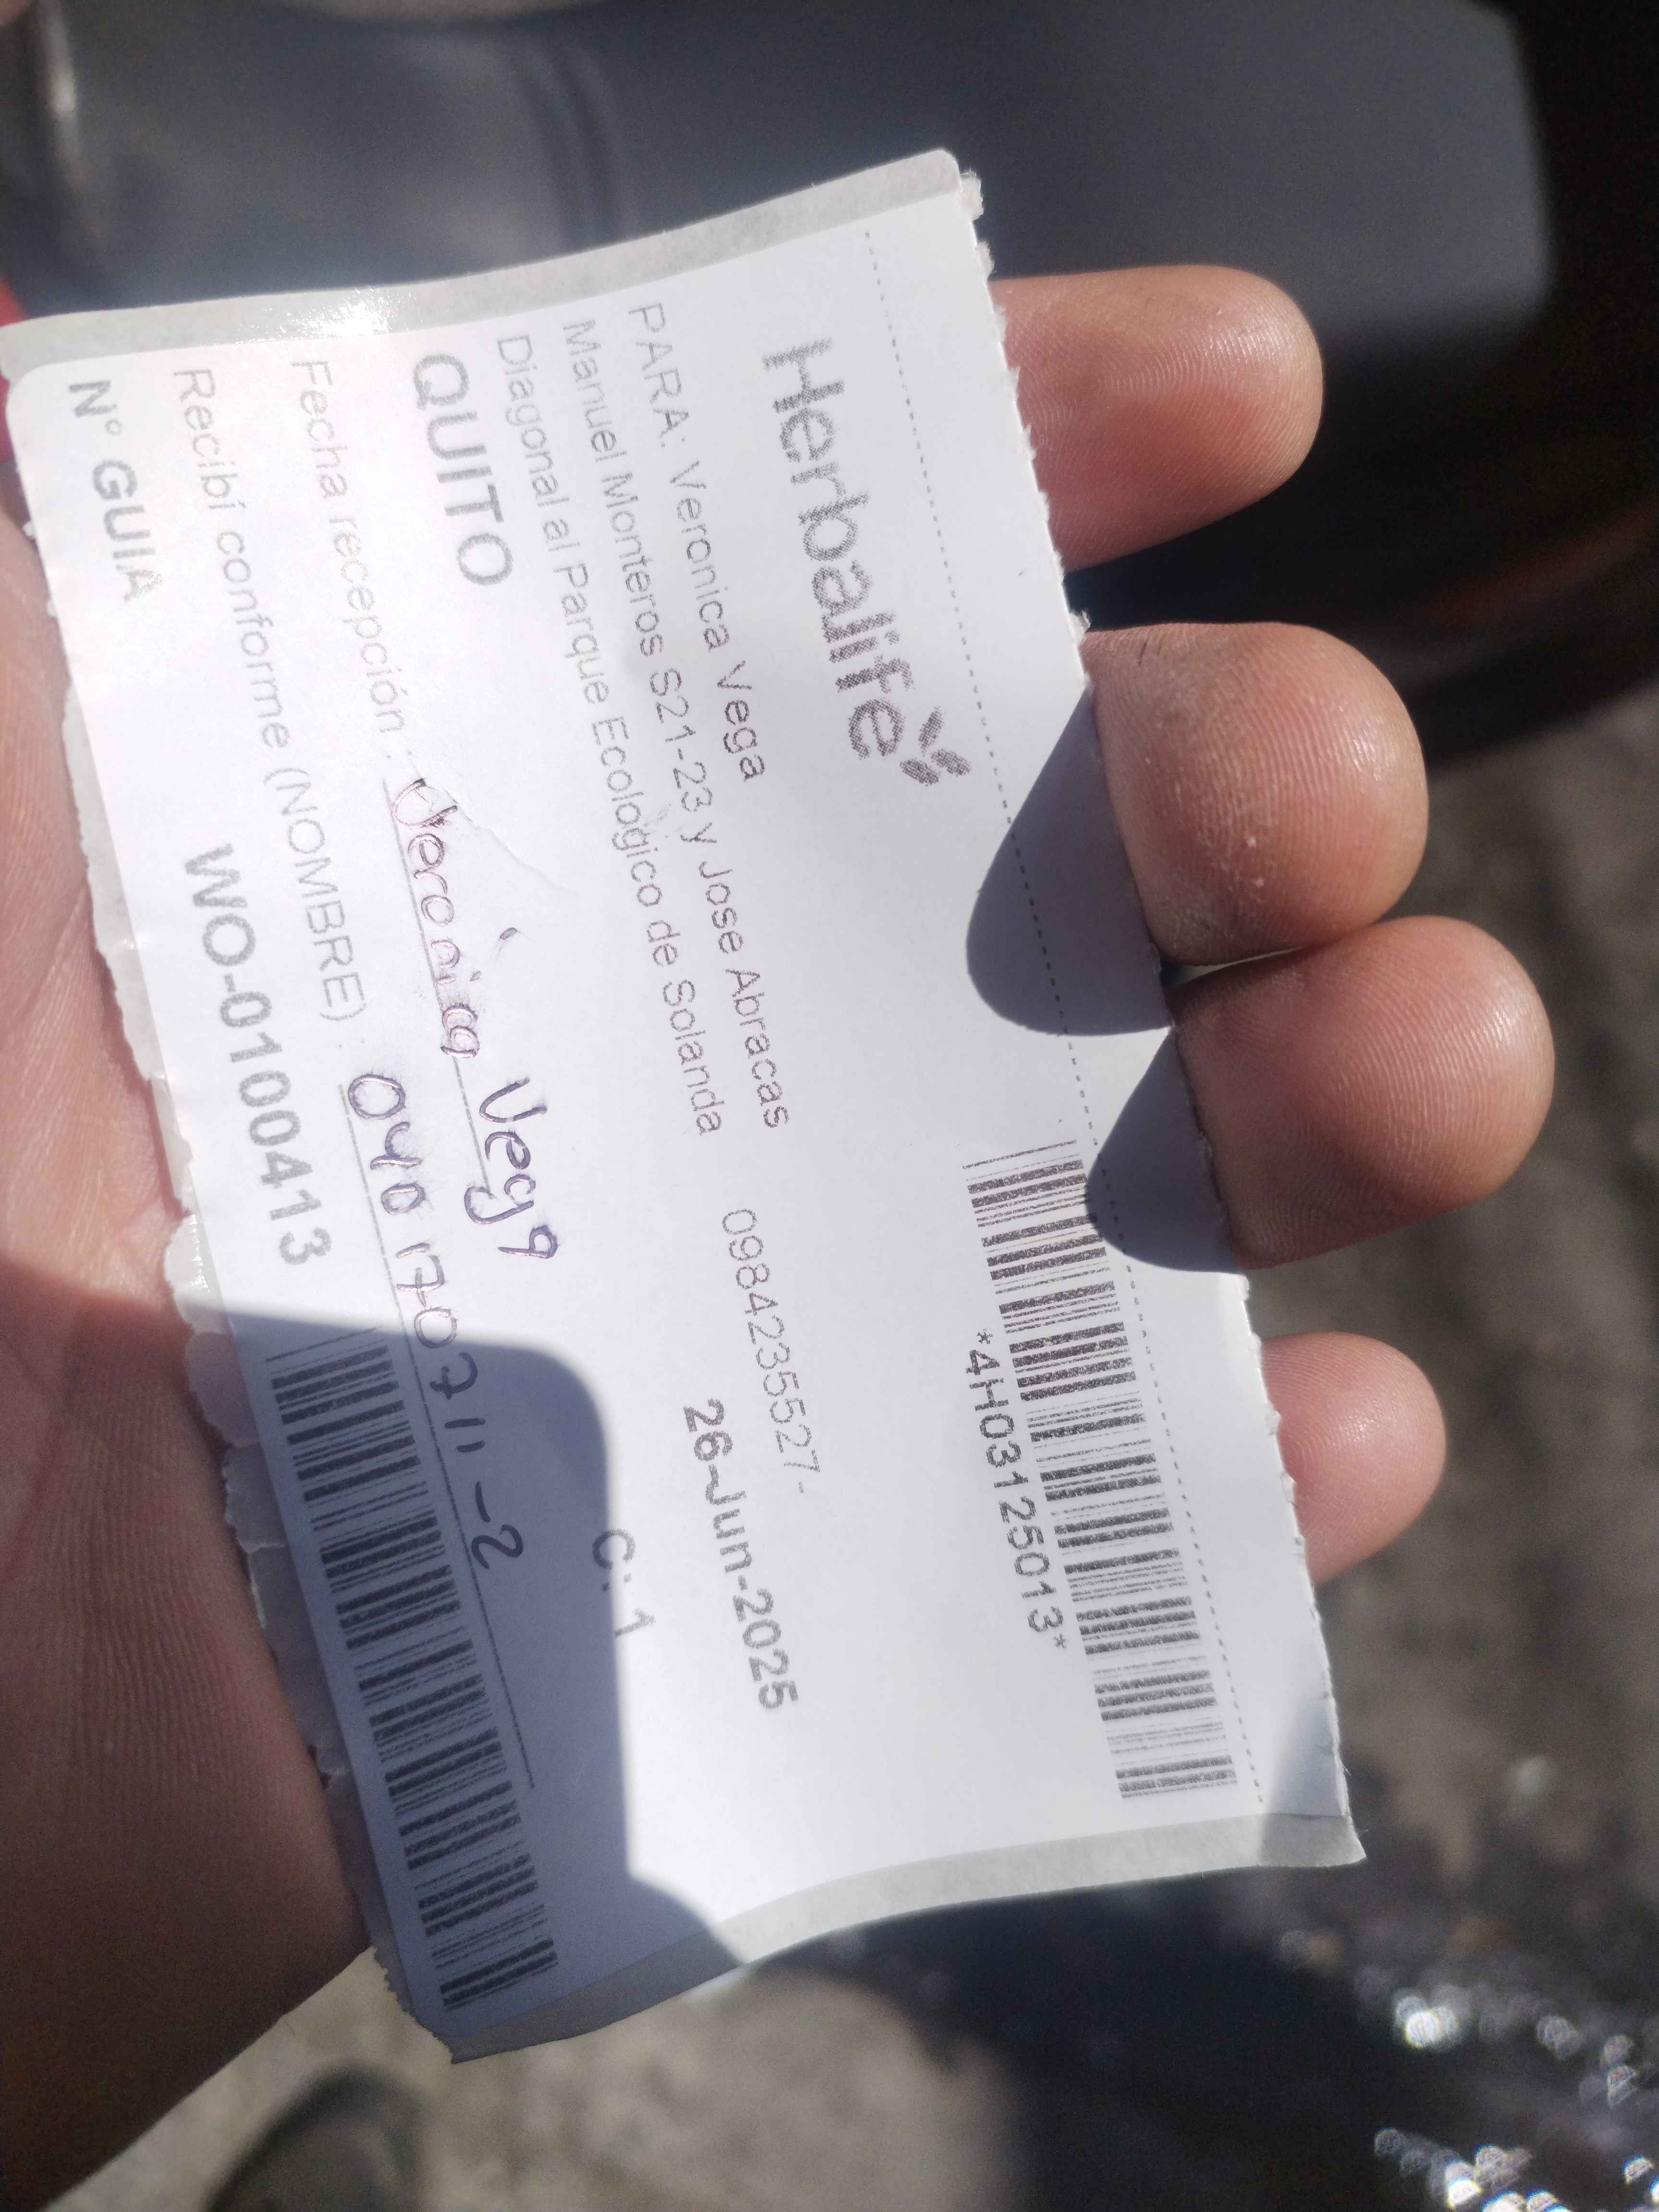 Herbalife
*4H03125013*
PARA: Veronica Vega
Manuel Monteros S21-23 y Jose Abracas 0984235527-
Diagonal al Parque Ecologico de Solanda
QUITO 26-Jun-2025
C: 1
Fecha recepción : Veronica Vega
Recibí conforme (NOMBRE) : 040170711-2
N° GUIA WO-0100413